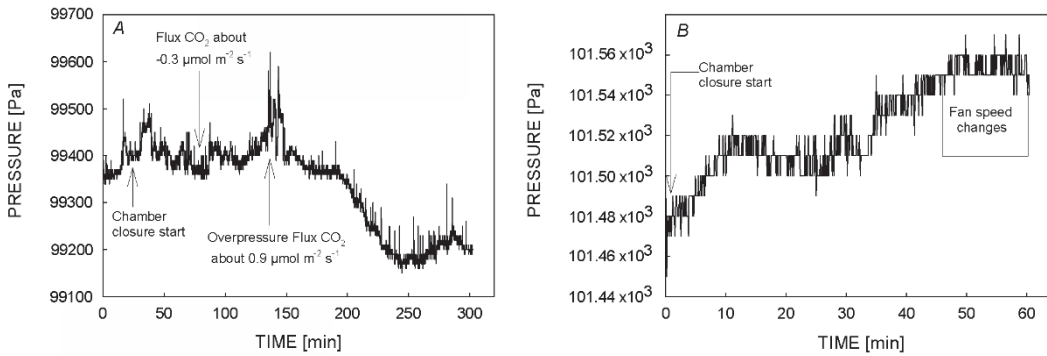 A
99700
99600
99500
99400
99300
99200
99100
PRESSURE [Pa]
Flux CO₂ about
-0.3 µmol m⁻² s⁻¹
Chamber
closure start
Overpressure Flux CO₂
about 0.9 µmol m⁻² s⁻¹
0 50 100 150 200 250 300
TIME [min]
B
101.56 x10³
101.54 x10³
101.52 x10³
101.50 x10³
101.48 x10³
101.46 x10³
101.44 x10³
PRESSURE [Pa]
Chamber
closure start
Fan speed
changes
0 10 20 30 40 50 60
TIME [min]